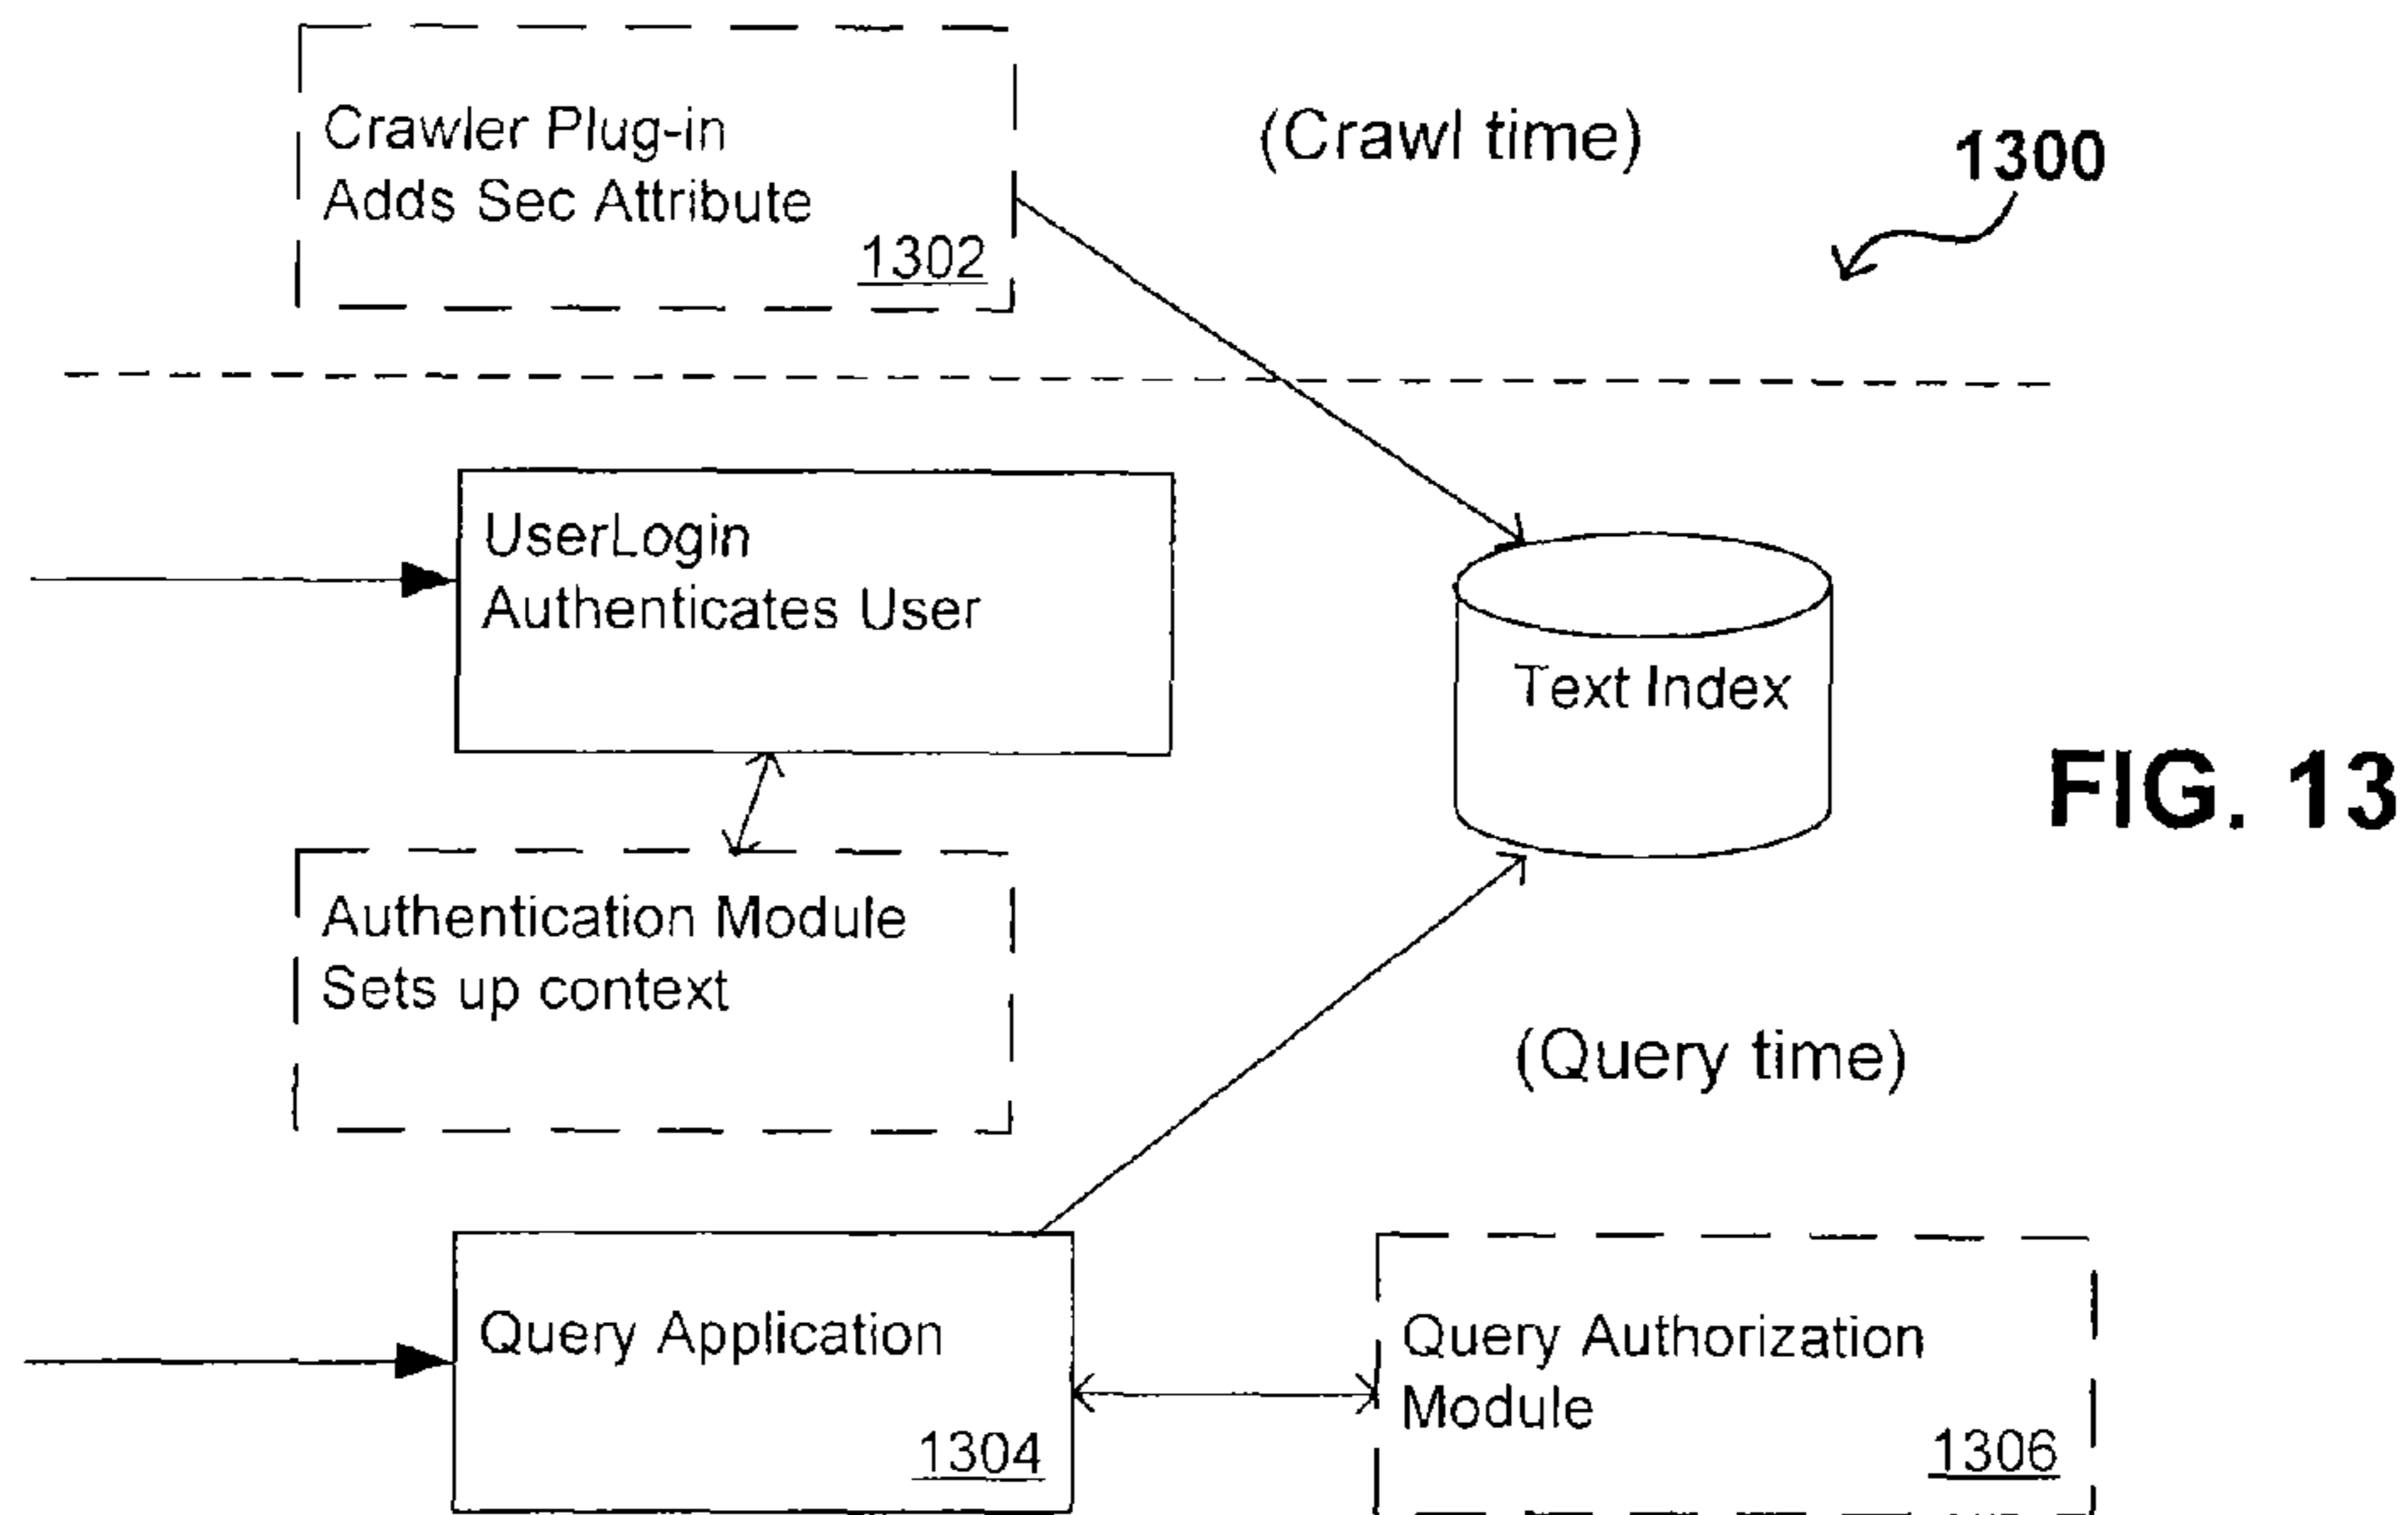 Crawler Plug-in
Adds Sec Attribute
1302
(Crawl time)
1300
UserLogin
Authenticates User
Text Index
FIG. 13
Authentication Module
Sets up context
(Query time)
Query Application
1304
Query Authorization
Module
1306